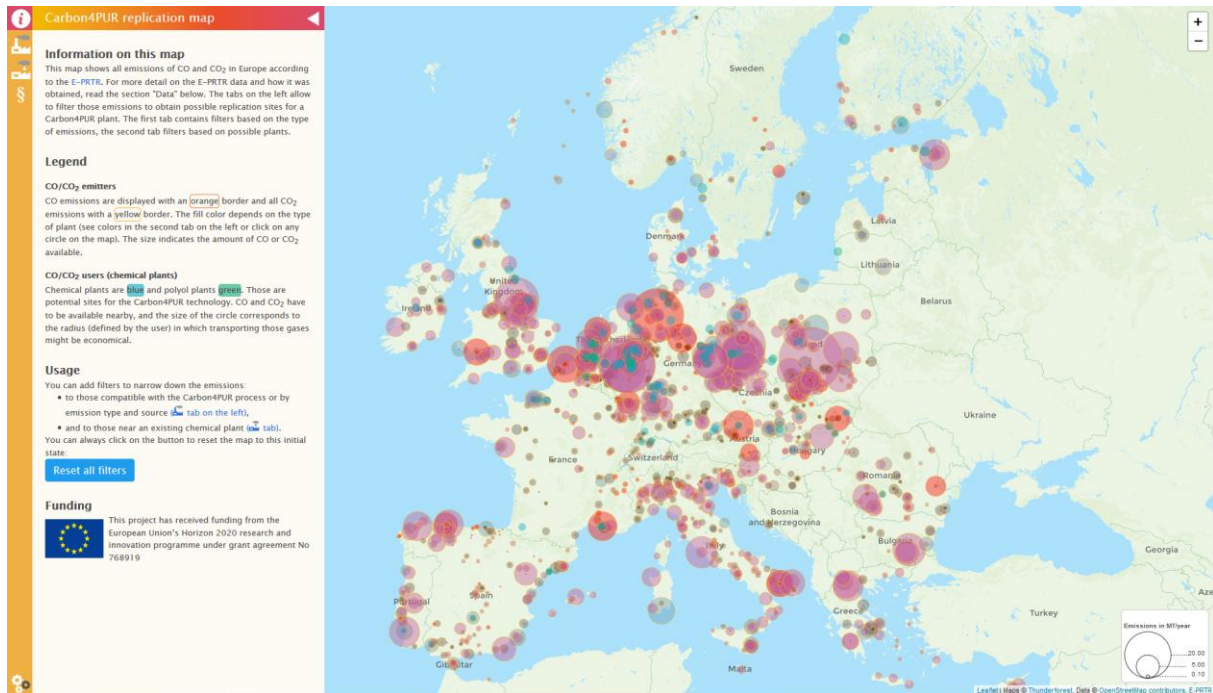 Carbon4PUR replication map
Information on this map
This map shows all emissions of CO and CO₂ in Europe according
to the E-PRTR. For more detail on the E-PRTR data and how it was
obtained, read the section "Data" below. The tabs on the left allow
to filter those emissions to obtain possible replication sites for a
Carbon4PUR plant. The first tab contains filters based on the type
of emissions, the second tab filters based on possible plants.
Legend
CO/CO₂ emitters
CO emissions are displayed with an orange border and all CO₂
emissions with a yellow border. The fill color depends on the type
of plant (see colors in the second tab on the left or click on any
circle on the map). The size indicates the amount of CO or CO₂
available.
CO/CO₂ users (chemical plants)
Chemical plants are blue and polyol plants green. Those are
potential sites for the Carbon4PUR technology. CO and CO₂ have
to be available nearby, and the size of the circle corresponds to
the radius (defined by the user) in which transporting those gases
might be economical.
Usage
You can add filters to narrow down the emissions:
• to those compatible with the Carbon4PUR process or by
emission type and source ( tab on the left),
• and to those near an existing chemical plant ( tab).
You can always click on the button to reset the map to this initial
state:
Reset all filters
Funding
This project has received funding from the
European Union's Horizon 2020 research and
innovation programme under grant agreement No
768919
§
+
−
Sweden
Latvia
Denmark
Lithuania
United
Kingdom
Ireland
Belarus
Germany
Czechia
Ukraine
Austria
France
Switzerland
Hungary
Romania
Bosnia
and Herzegovina
Italy
Bulgaria
Georgia
Portugal
Spain
Greece
Turkey
Gibraltar
Malta
Emissions in MT/year
20.00
5.00
0.10
Leaflet | Maps © Thunderforest, Data © OpenStreetMap contributors, E-PRTR